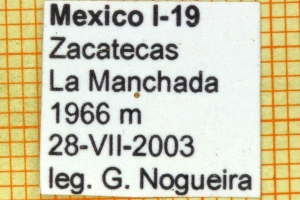 Mexico I-19
Zacatecas
La Manchada
1966 m
28-VII-2003
leg. G. Nogueira